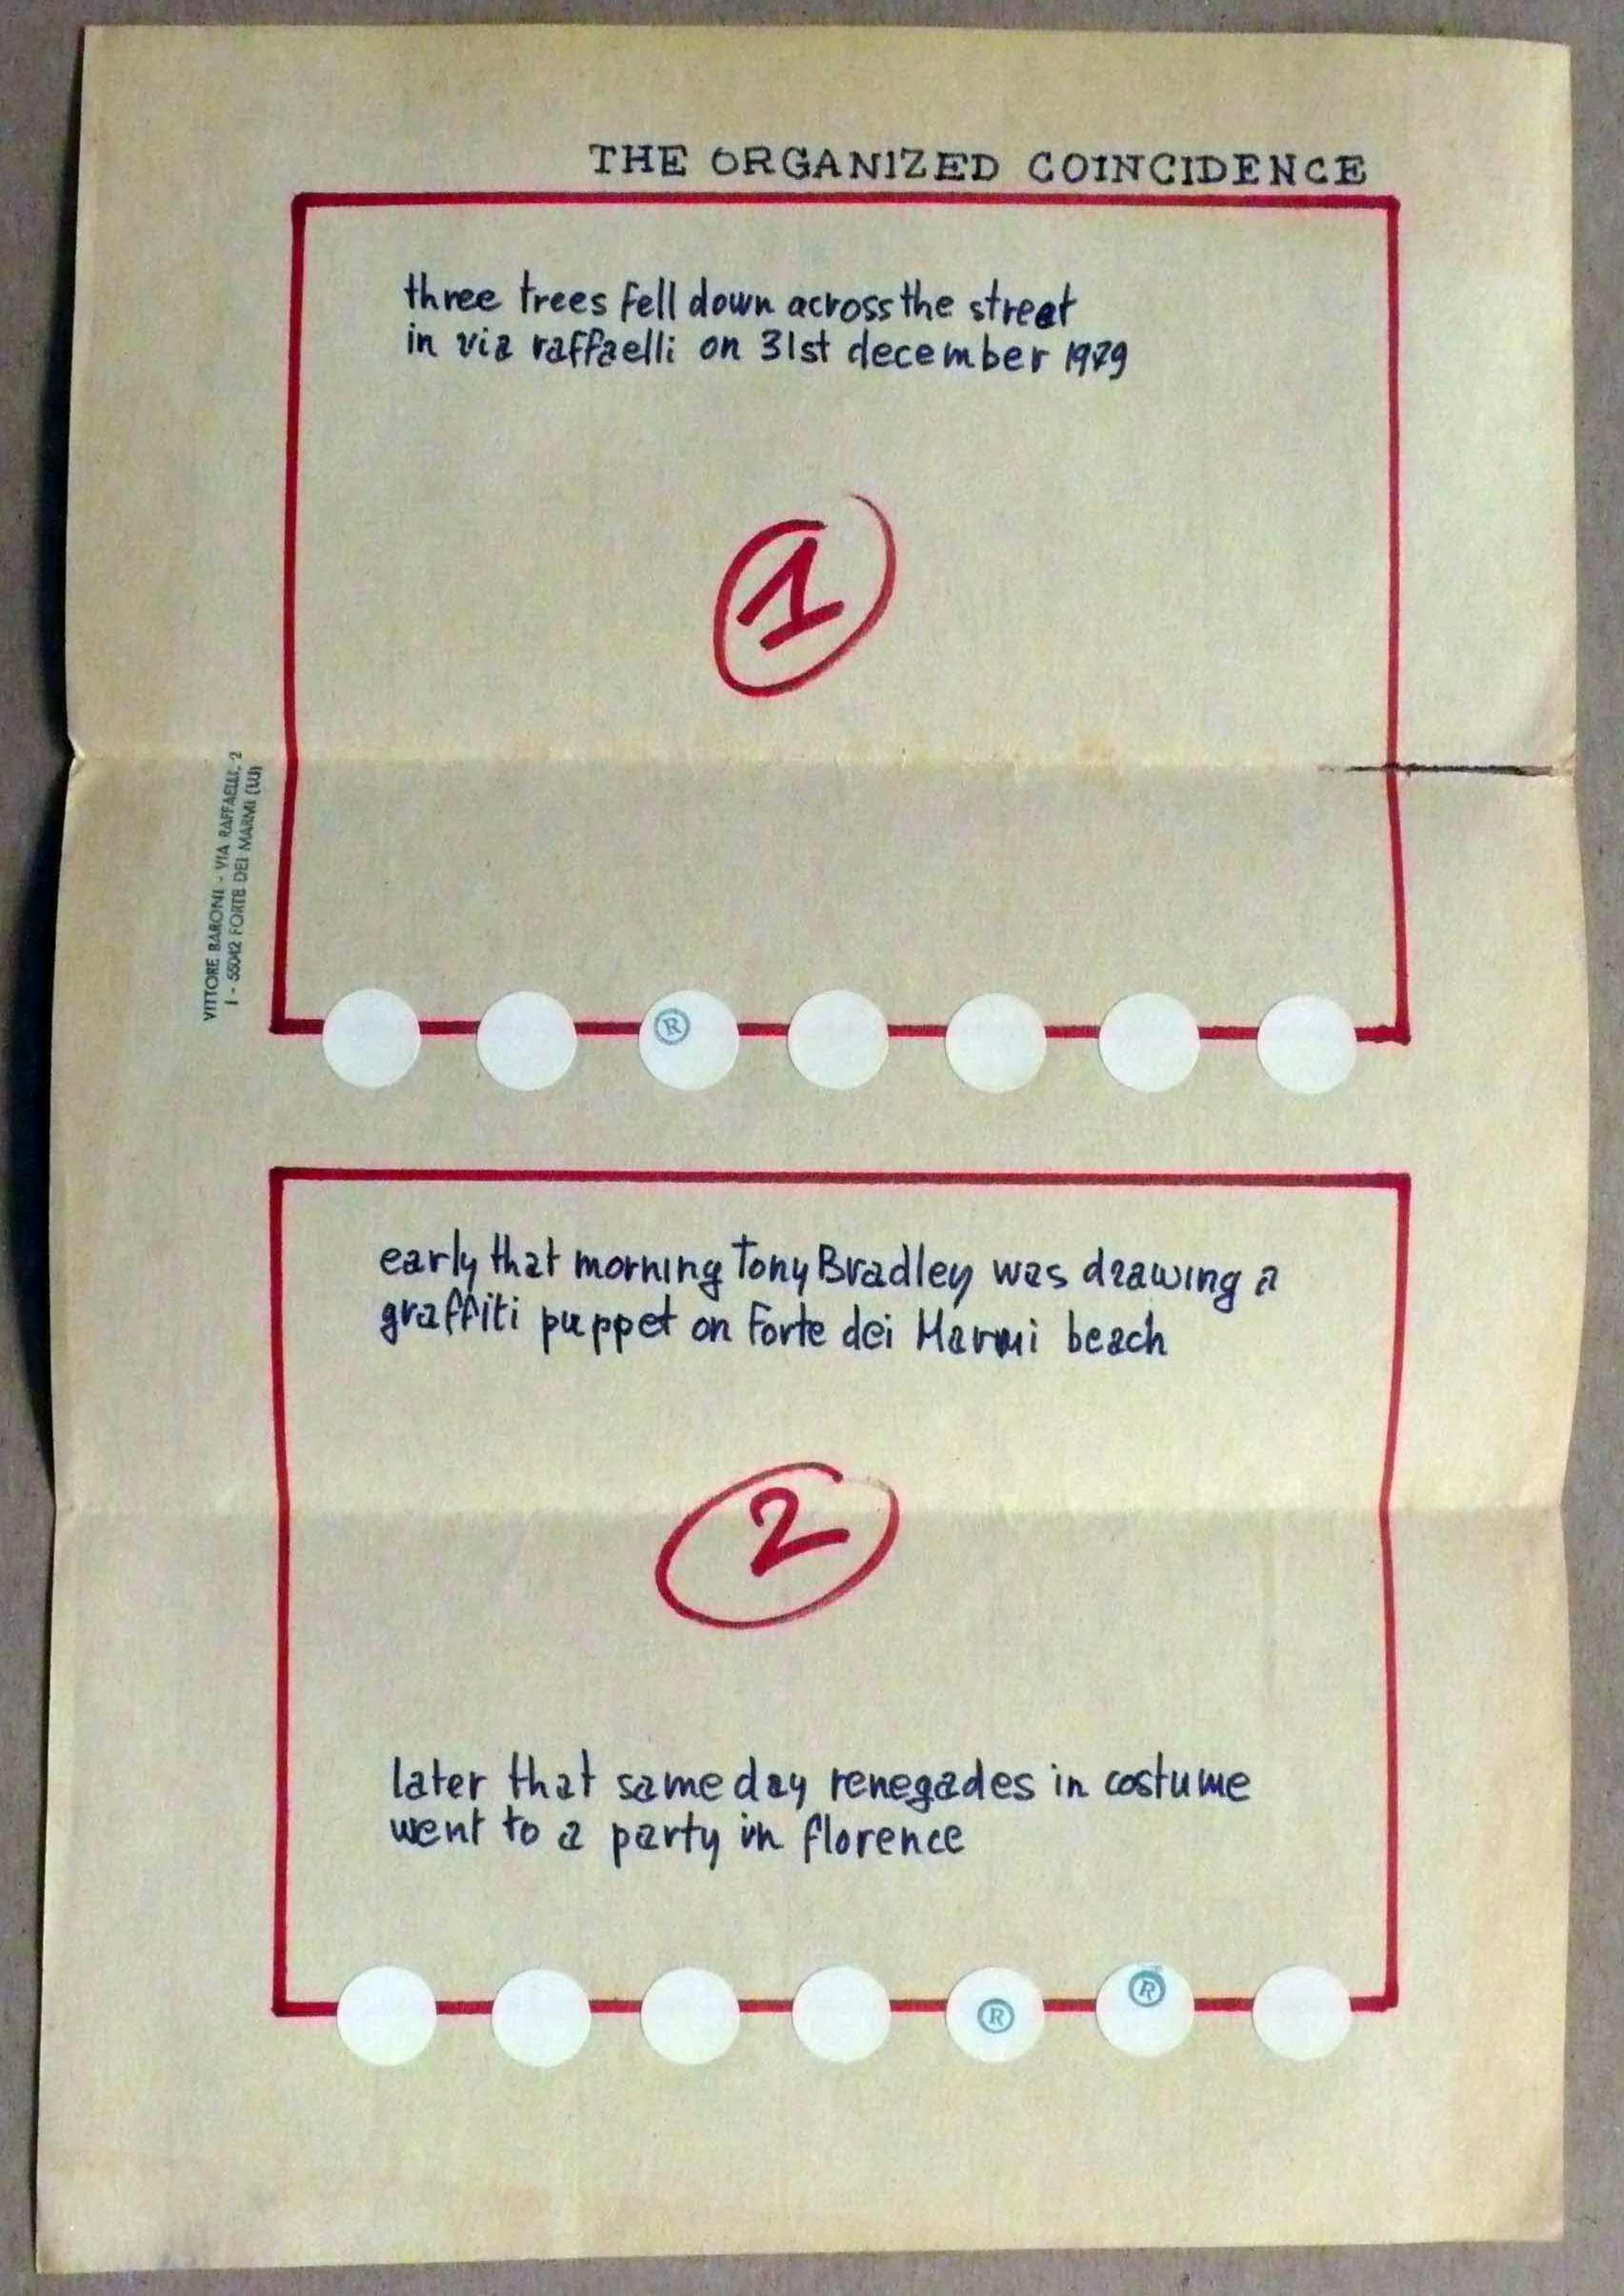 THE ORGANIZED COINCIDENCE
three trees fell down across the street
in via raffaelli on 31st december 1979
1
VITTORE BARONI - VIA RAFFAELLI, 2
I - 55042 FORTE DEI MARMI (LU)
®
early that morning Tony Bradley was drawing a
graffiti puppet on Forte dei Marmi beach
2
later that same day renegades in costume
went to a party in florence
® ®